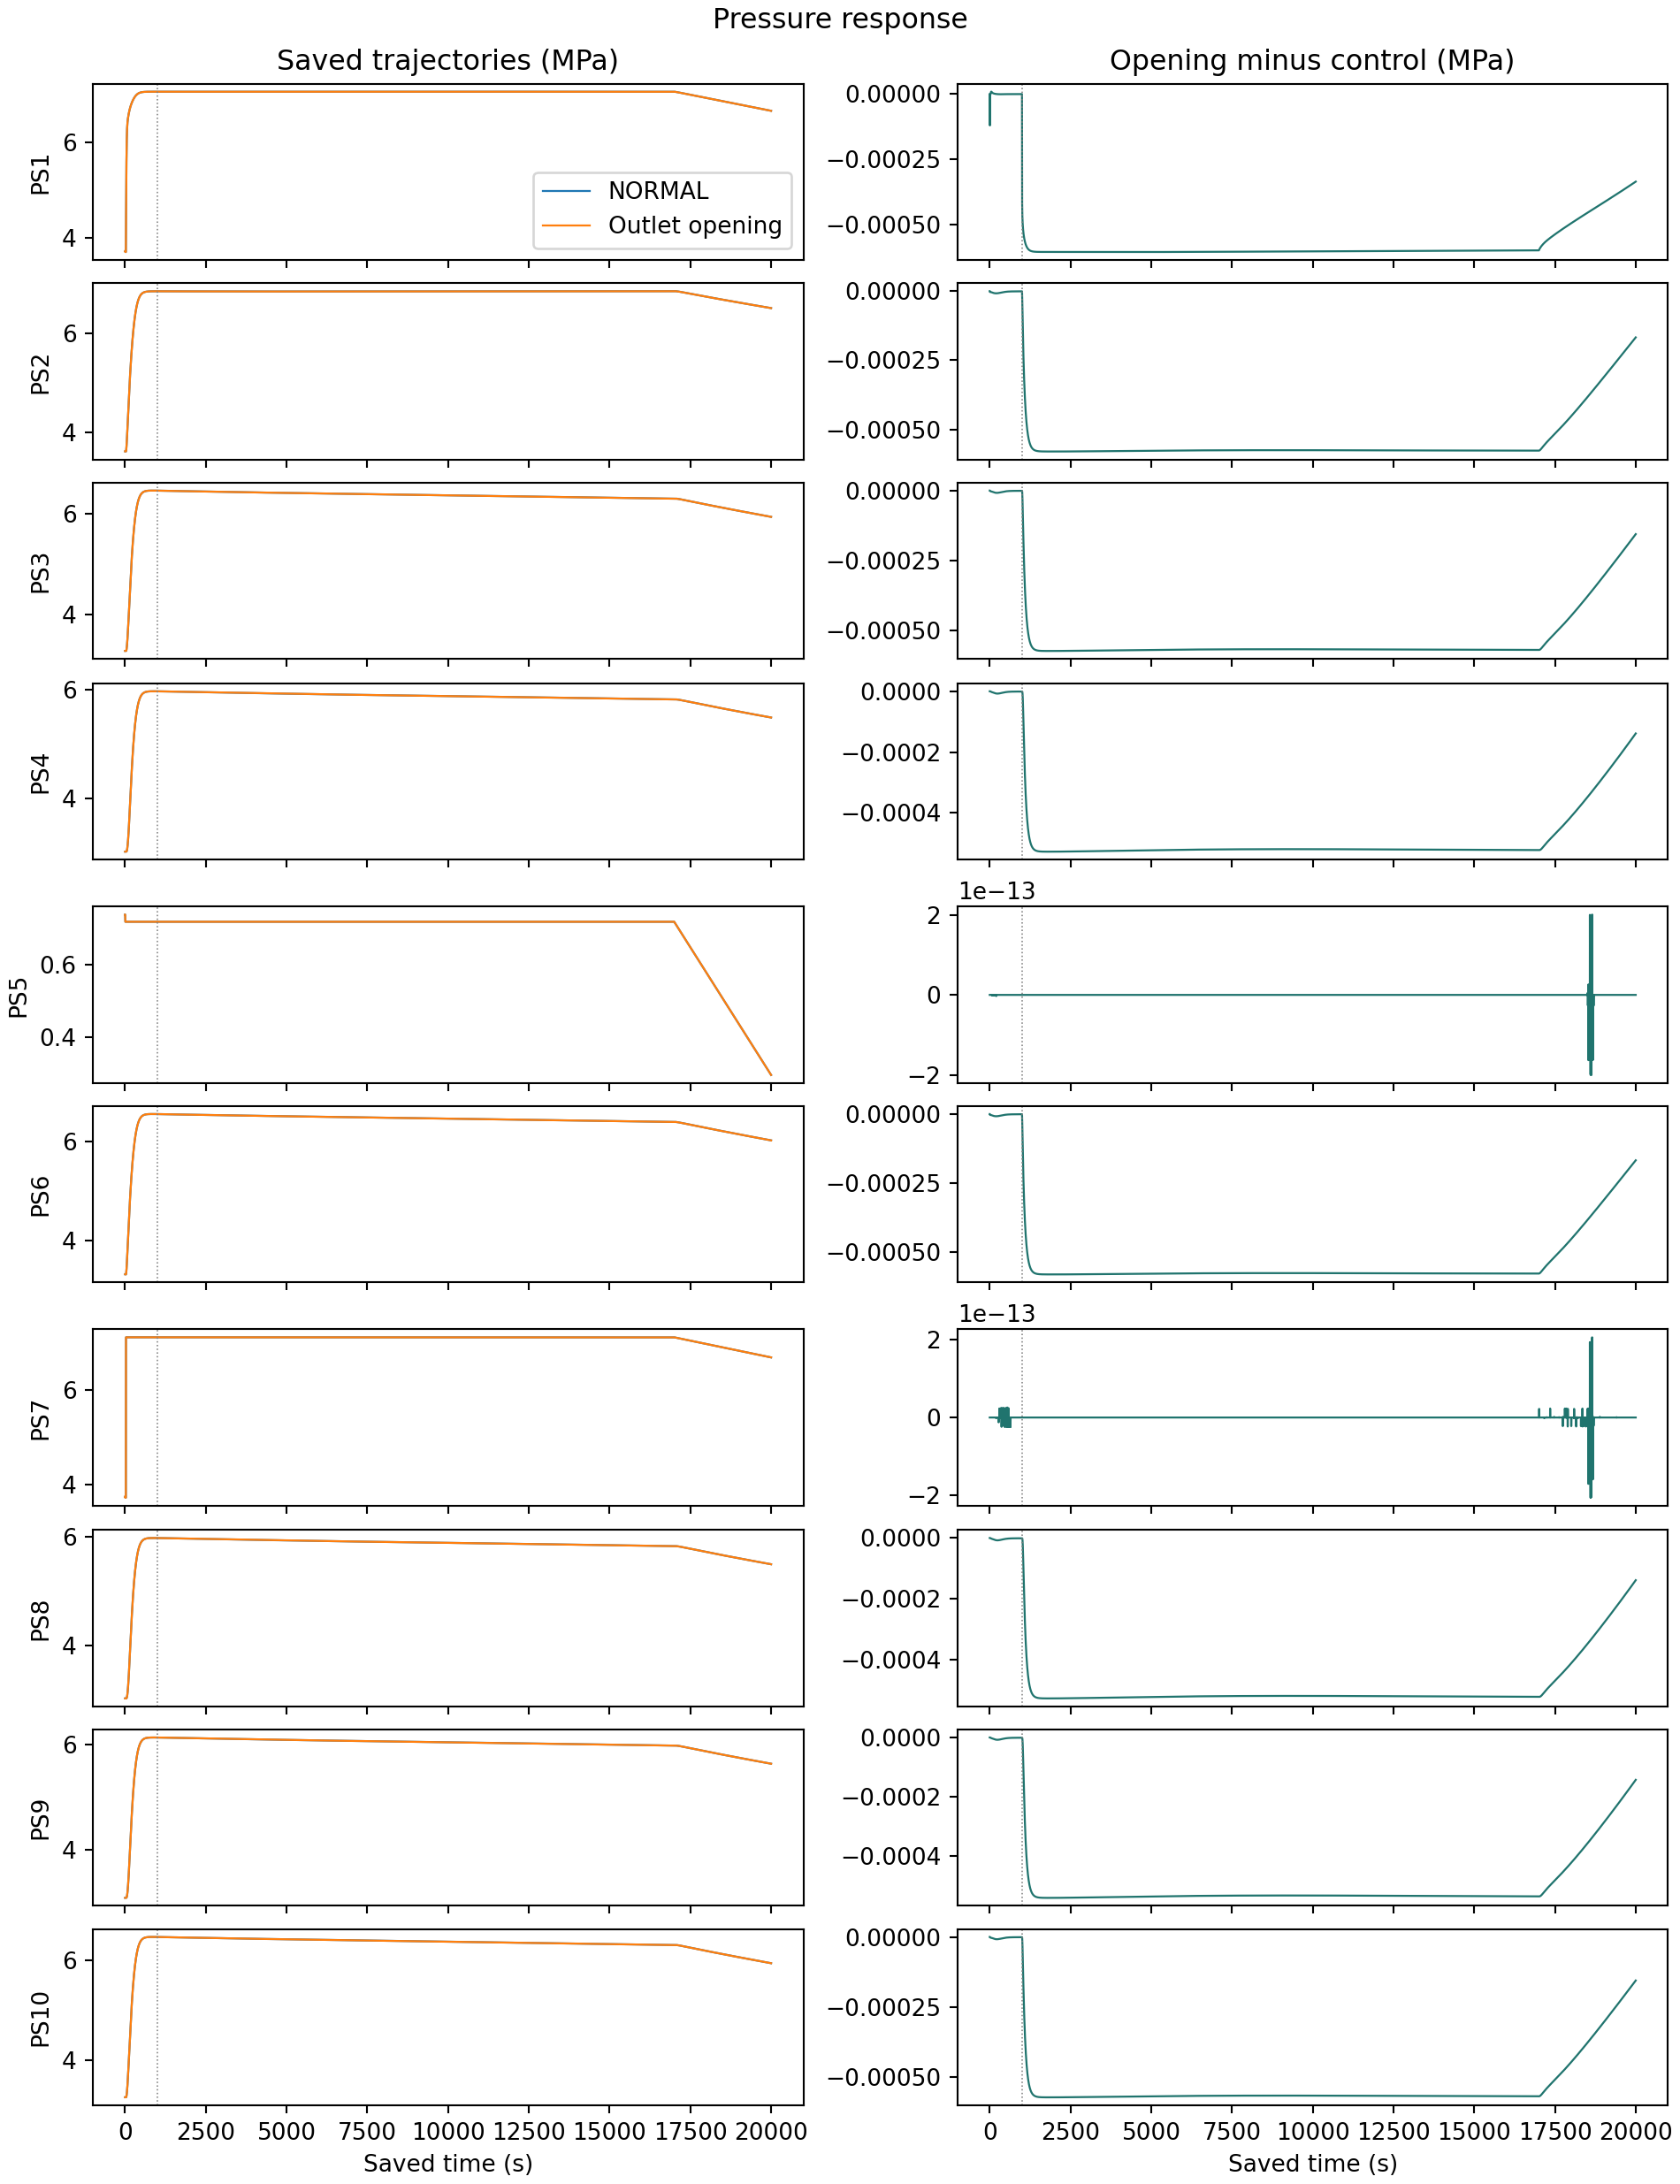 Pressure response
Saved trajectories (MPa)
Opening minus control (MPa)
PS1
6
4
NORMAL
Outlet opening
0.00000
−0.00025
−0.00050
PS2
6
4
0.00000
−0.00025
−0.00050
PS3
6
4
0.00000
−0.00025
−0.00050
PS4
6
4
0.0000
−0.0002
−0.0004
PS5
0.6
0.4
1e−13
2
0
−2
PS6
6
4
0.00000
−0.00025
−0.00050
PS7
6
4
1e−13
2
0
−2
PS8
6
4
0.0000
−0.0002
−0.0004
PS9
6
4
0.0000
−0.0002
−0.0004
PS10
6
4
0.00000
−0.00025
−0.00050
0 2500 5000 7500 10000 12500 15000 17500 20000
Saved time (s)
0 2500 5000 7500 10000 12500 15000 17500 20000
Saved time (s)